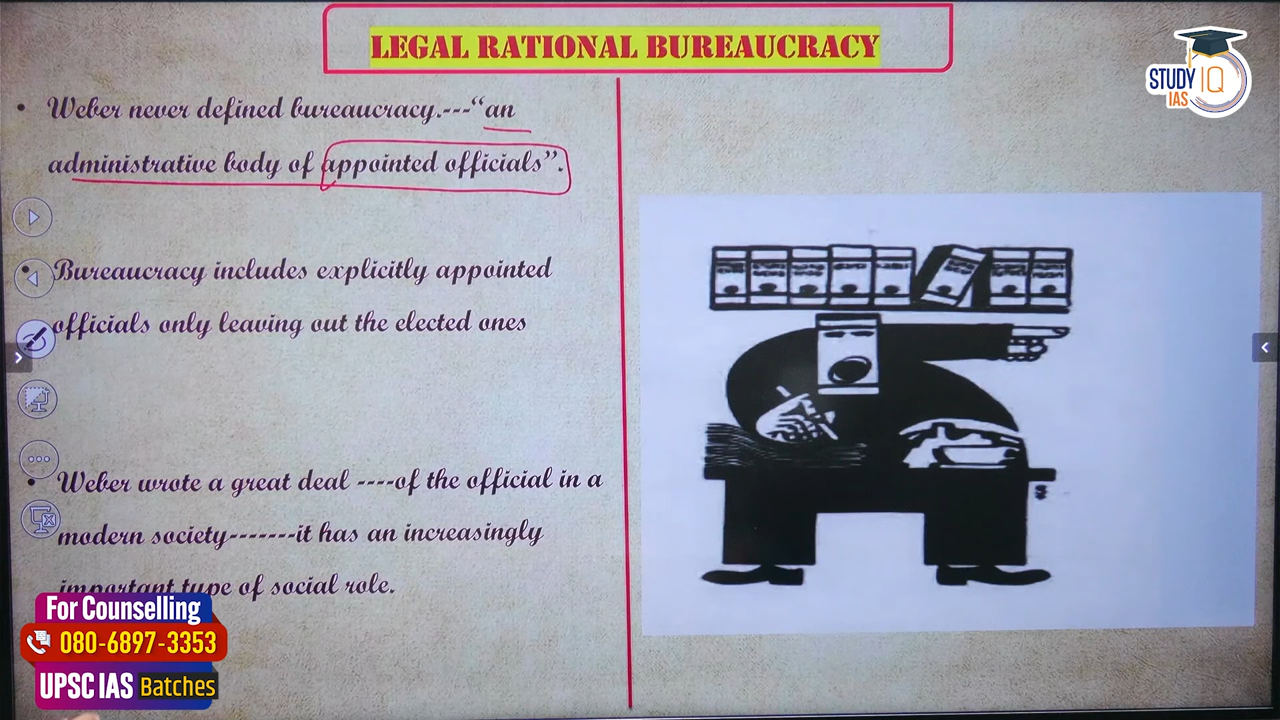 LEGAL RATIONAL BUREAUCRACY
STUDY IQ
IAS
• Weber never defined bureaucracy.---“an
administrative body of appointed officials”.
• Bureaucracy includes explicitly appointed
officials only leaving out the elected ones
• Weber wrote a great deal ----of the official in a
modern society-------it has an increasingly
important type of social role.
For Counselling
080-6897-3353
UPSC IAS Batches